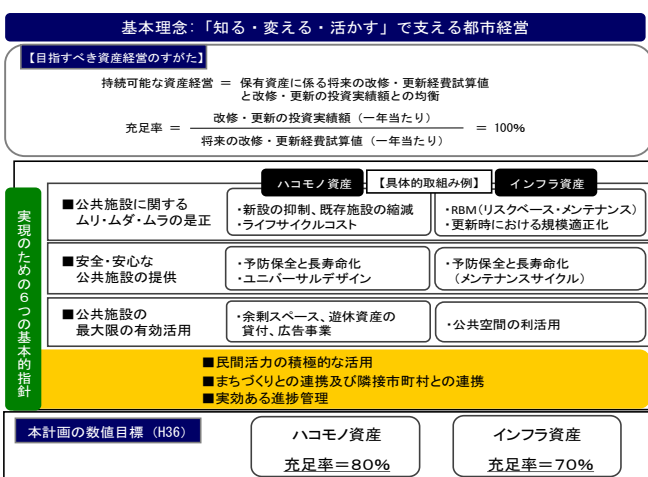 基本理念:「知る・変える・活かす」で支える都市経営
【目指すべき資産経営のすがた】
持続可能な資産経営 = 保有資産に係る将来の改修・更新経費試算値
と改修・更新の投資実績額との均衡
充足率 = 改修・更新の投資実績額(一年当たり) = 100%
将来の改修・更新経費試算値(一年当たり)
実現のための6つの基本的指針
ハコモノ資産 【具体的取組み例】 インフラ資産
■公共施設に関する
ムリ・ムダ・ムラの是正
・新設の抑制、既存施設の縮減
・ライフサイクルコスト
・RBM(リスクベース・メンテナンス)
・更新時における規模適正化
■安全・安心な
公共施設の提供
・予防保全と長寿命化
・ユニバーサルデザイン
・予防保全と長寿命化
(メンテナンスサイクル)
■公共施設の
最大限の有効活用
・余剰スペース、遊休資産の
貸付、広告事業
・公共空間の利活用
■民間活力の積極的な活用
■まちづくりとの連携及び隣接市町村との連携
■実効ある進捗管理
本計画の数値目標(H36)
ハコモノ資産
充足率=80%
インフラ資産
充足率=70%